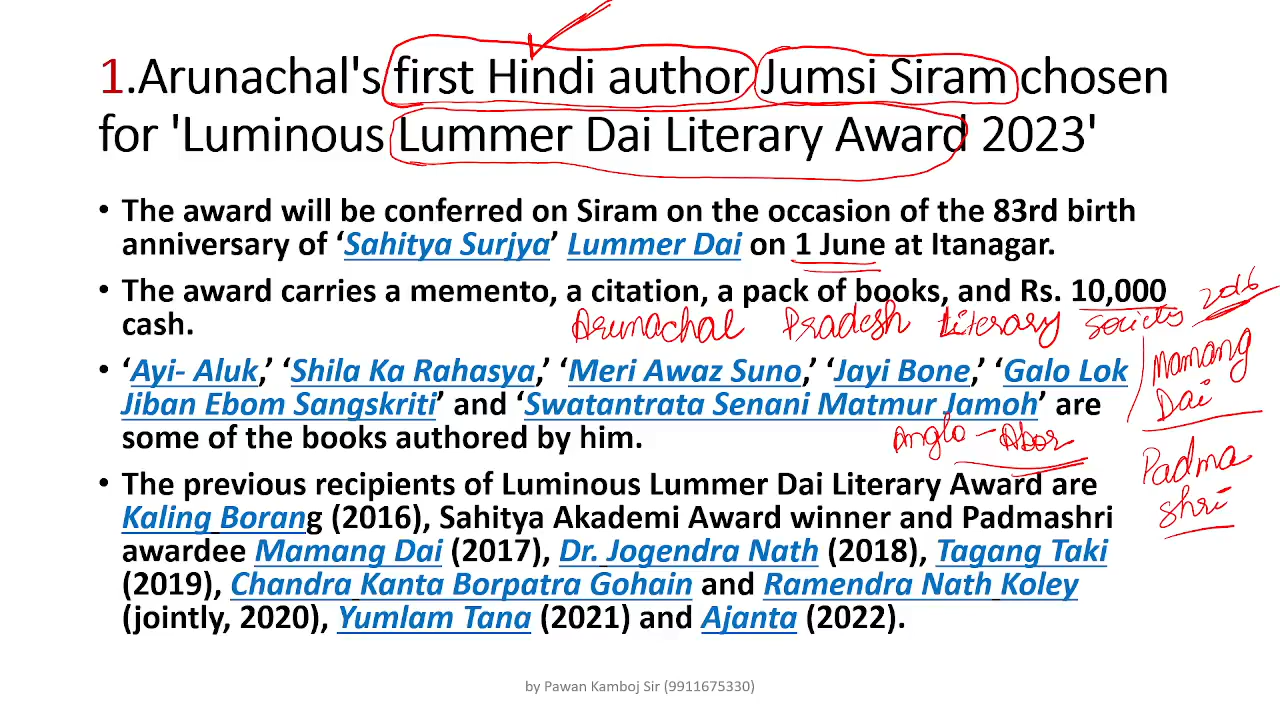 1.Arunachal's first Hindi author Jumsi Siram chosen
for 'Luminous Lummer Dai Literary Award 2023'
• The award will be conferred on Siram on the occasion of the 83rd birth
anniversary of ‘Sahitya Surjya’ Lummer Dai on 1 June at Itanagar.
• The award carries a memento, a citation, a pack of books, and Rs. 10,000
cash.
Arunachal Pradesh Literary Society 2016
• ‘Ayi- Aluk,’ ‘Shila Ka Rahasya,’ ‘Meri Awaz Suno,’ ‘Jayi Bone,’ ‘Galo Lok
Jiban Ebom Sangskriti’ and ‘Swatantrata Senani Matmur Jamoh’ are
some of the books authored by him.
Anglo - Abor
Mamang
Dai
Padma
Shri
• The previous recipients of Luminous Lummer Dai Literary Award are
Kaling Borang (2016), Sahitya Akademi Award winner and Padmashri
awardee Mamang Dai (2017), Dr. Jogendra Nath (2018), Tagang Taki
(2019), Chandra Kanta Borpatra Gohain and Ramendra Nath Koley
(jointly, 2020), Yumlam Tana (2021) and Ajanta (2022).
by Pawan Kamboj Sir (9911675330)